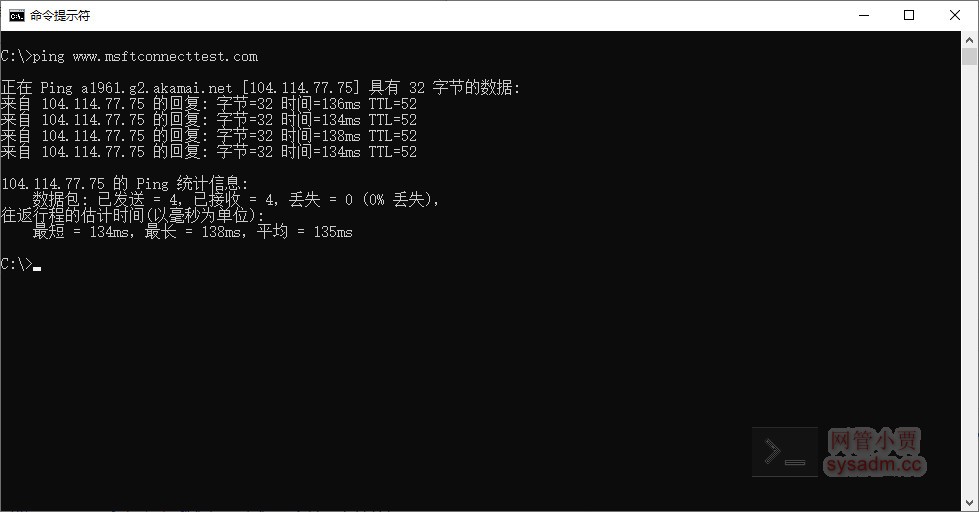 命令提示符
C:\>ping www.msftconnecttest.com
正在 Ping a1961.g2.akamai.net [104.114.77.75] 具有 32 字节的数据:
来自 104.114.77.75 的回复: 字节=32 时间=136ms TTL=52
来自 104.114.77.75 的回复: 字节=32 时间=134ms TTL=52
来自 104.114.77.75 的回复: 字节=32 时间=138ms TTL=52
来自 104.114.77.75 的回复: 字节=32 时间=134ms TTL=52
104.114.77.75 的 Ping 统计信息:
数据包: 已发送 = 4，已接收 = 4，丢失 = 0 (0% 丢失)，
往返行程的估计时间(以毫秒为单位):
最短 = 134ms，最长 = 138ms，平均 = 135ms
C:\>
网管小贾
sysadm.cc